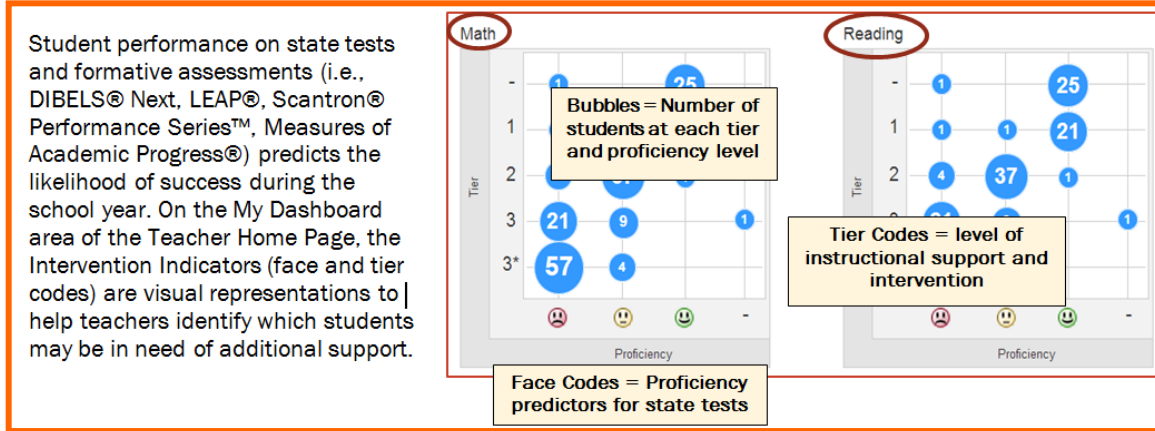 Student performance on state tests
and formative assessments (i.e.,
DIBELS® Next, LEAP®, Scantron®
Performance Series™, Measures of
Academic Progress®) predicts the
likelihood of success during the
school year. On the My Dashboard
area of the Teacher Home Page, the
Intervention Indicators (face and tier
codes) are visual representations to
help teachers identify which students
may be in need of additional support.
Math
Tier
-
1
2
3
3*
1
25
21
9
1
57
4
-
Proficiency
Bubbles = Number of
students at each tier
and proficiency level
Face Codes = Proficiency
predictors for state tests
Reading
Tier
-
1
2
1
25
1
1
21
4
37
1
1
-
Proficiency
Tier Codes = level of
instructional support and
intervention